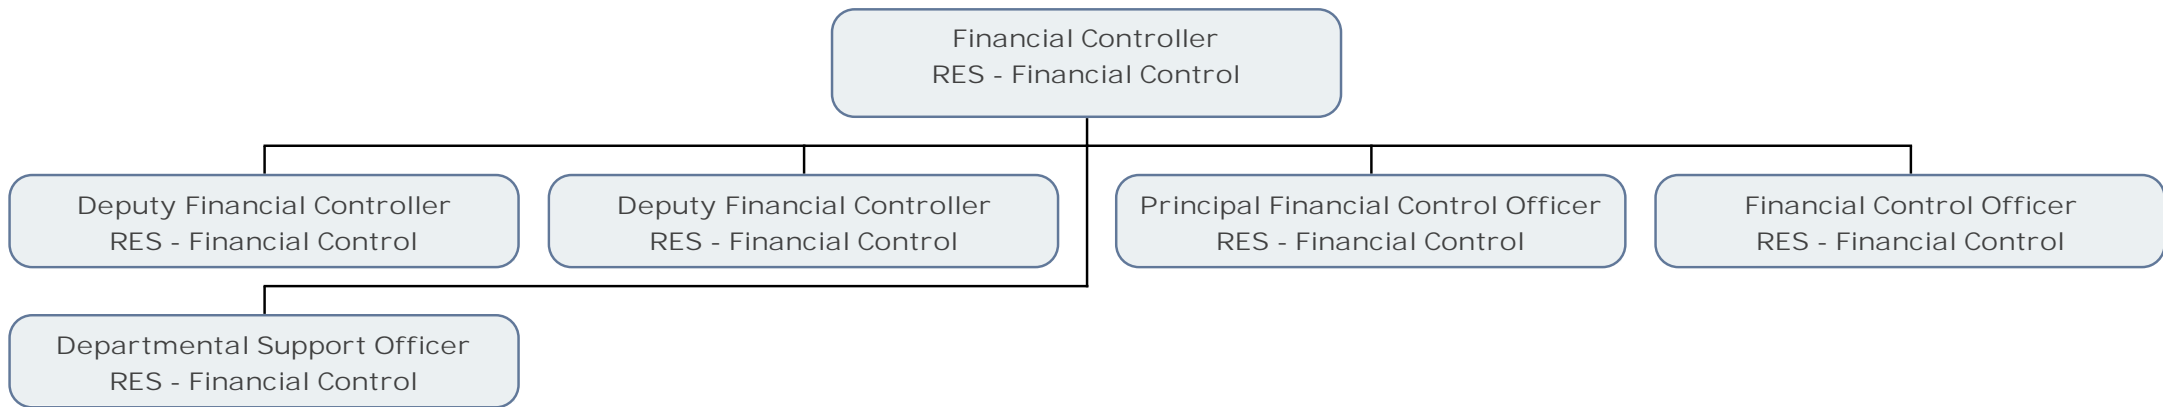 Financial Controller
RES - Financial Control
Deputy Financial Controller
RES - Financial Control
Deputy Financial Controller
RES - Financial Control
Principal Financial Control Officer
RES - Financial Control
Financial Control Officer
RES - Financial Control
Departmental Support Officer
RES - Financial Control